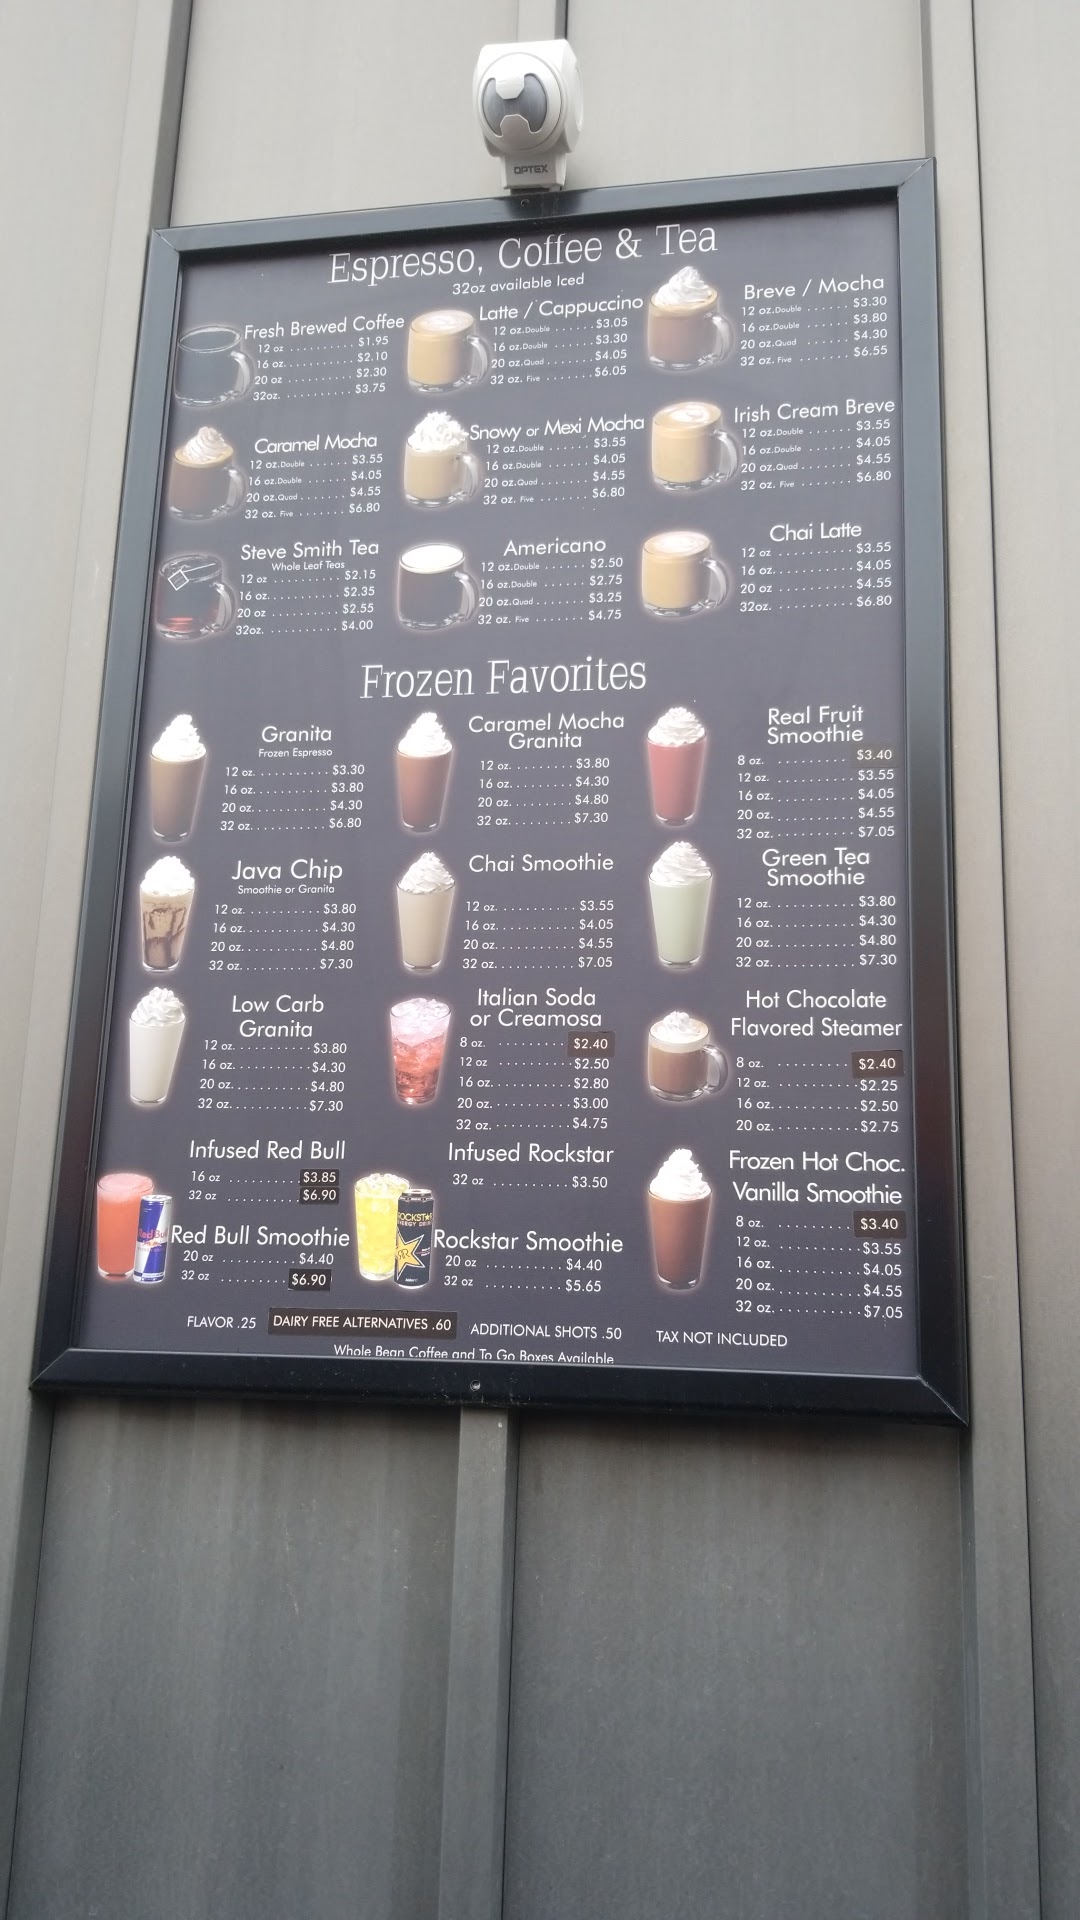 OPTEX
Espresso, Coffee & Tea
32oz available Iced
Fresh Brewed Coffee
12 oz ........... $1.95
16 oz. .......... $2.10
20 oz ........... $2.30
32oz. ........... $3.75
Latte / Cappuccino
12 oz.Double ....... $3.05
16 oz.Double ....... $3.30
20 oz.Quad ....... $4.05
32 oz. Five ....... $6.05
Breve / Mocha
12 oz.Double ....... $3.30
16 oz.Double ....... $3.80
20 oz.Quad ....... $4.30
32 oz. Five ....... $6.55
Caramel Mocha
12 oz.Double ...... $3.55
16 oz.Double ...... $4.05
20 oz.Quad ....... $4.55
32 oz. Five ....... $6.80
Snowy or Mexi Mocha
12 oz.Double ....... $3.55
16 oz.Double ....... $4.05
20 oz.Quad ....... $4.55
32 oz. Five ....... $6.80
Irish Cream Breve
12 oz.Double ....... $3.55
16 oz.Double ....... $4.05
20 oz.Quad ....... $4.55
32 oz. Five ....... $6.80
Steve Smith Tea
Whole Leaf Teas
12 oz ........... $2.15
16 oz. .......... $2.35
20 oz ........... $2.55
32oz. ........... $4.00
Americano
12 oz.Double ....... $2.50
16 oz.Double ....... $2.75
20 oz.Quad ....... $3.25
32 oz. Five ....... $4.75
Chai Latte
12 oz ........... $3.55
16 oz. .......... $4.05
20 oz ........... $4.55
32oz. ........... $6.80
Frozen Favorites
Granita
Frozen Espresso
12 oz. .......... $3.30
16 oz. .......... $3.80
20 oz. .......... $4.30
32 oz. .......... $6.80
Caramel Mocha
Granita
12 oz. .......... $3.80
16 oz. .......... $4.30
20 oz. .......... $4.80
32 oz. .......... $7.30
Real Fruit
Smoothie
8 oz. ......... $3.40
12 oz. .......... $3.55
16 oz. .......... $4.05
20 oz. .......... $4.55
32 oz. .......... $7.05
Java Chip
Smoothie or Granita
12 oz. .......... $3.80
16 oz. .......... $4.30
20 oz. .......... $4.80
32 oz. .......... $7.30
Chai Smoothie
12 oz. .......... $3.55
16 oz. .......... $4.05
20 oz. .......... $4.55
32 oz. .......... $7.05
Green Tea
Smoothie
12 oz. .......... $3.80
16 oz. .......... $4.30
20 oz. .......... $4.80
32 oz. .......... $7.30
Low Carb
Granita
12 oz. .......... $3.80
16 oz. .......... $4.30
20 oz. .......... $4.80
32 oz. .......... $7.30
Italian Soda
or Creamosa
8 oz. ......... $2.40
12 oz ........... $2.50
16 oz. .......... $2.80
20 oz. .......... $3.00
32 oz. .......... $4.75
Hot Chocolate
Flavored Steamer
8 oz. ......... $2.40
12 oz. .......... $2.25
16 oz. .......... $2.50
20 oz. .......... $2.75
Infused Red Bull
16 oz .......... $3.85
32 oz .......... $6.90
Infused Rockstar
32 oz .......... $3.50
Frozen Hot Choc.
Vanilla Smoothie
8 oz. ......... $3.40
12 oz. .......... $3.55
16 oz. .......... $4.05
20 oz. .......... $4.55
32 oz. .......... $7.05
Red Bull
Red Bull Smoothie
20 oz .......... $4.40
32 oz ......... $6.90
ROCKSTAR
ENERGY DRINK
Rockstar Smoothie
20 oz .......... $4.40
32 oz .......... $5.65
FLAVOR .25 DAIRY FREE ALTERNATIVES .60 ADDITIONAL SHOTS .50 TAX NOT INCLUDED
Whole Bean Coffee and To Go Boxes Available